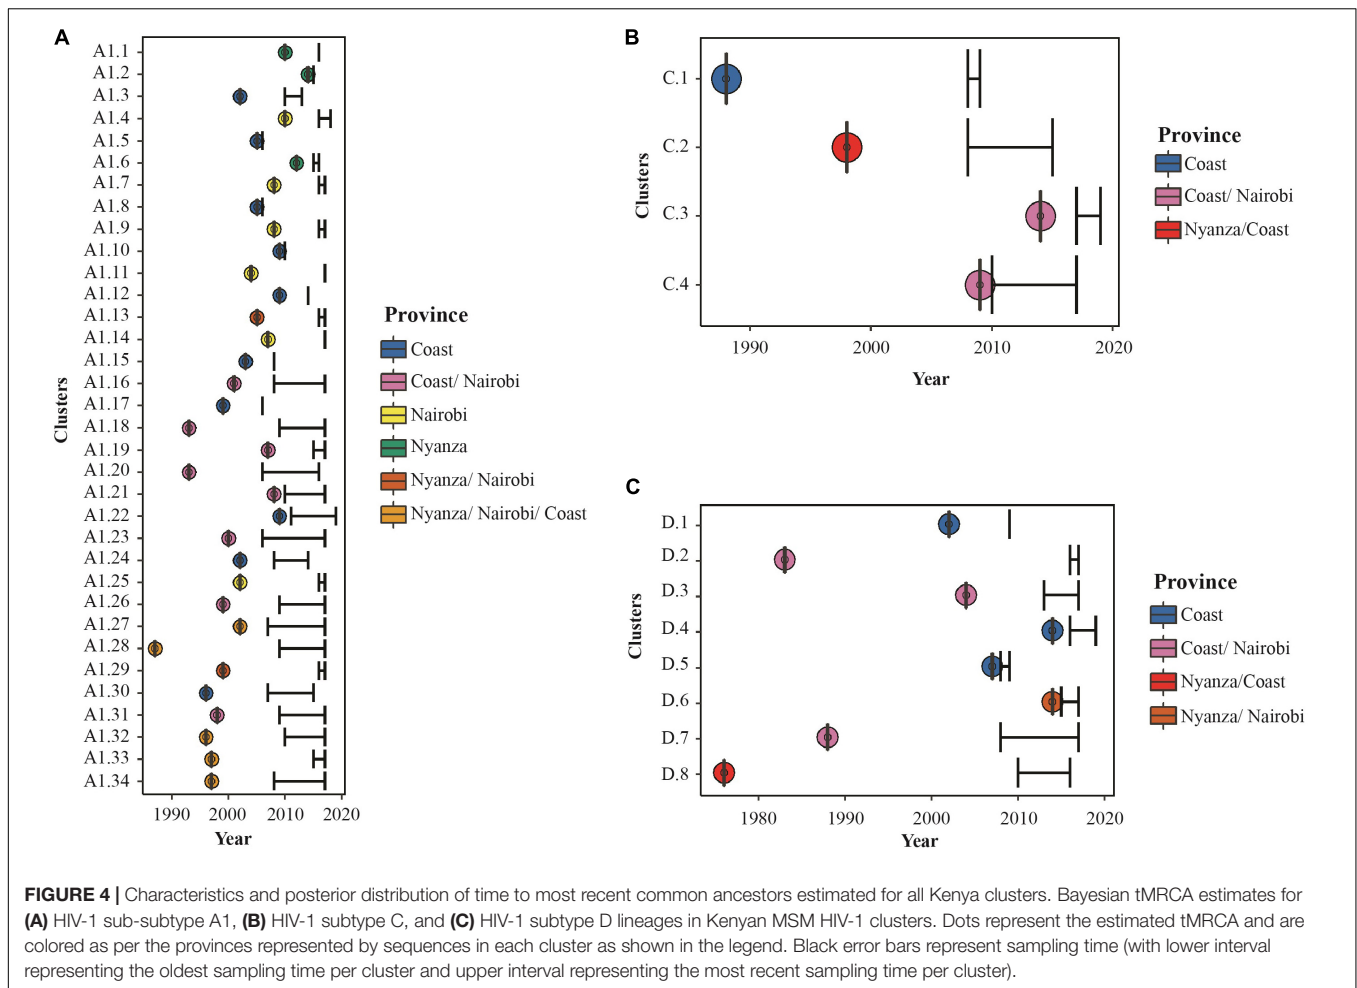 A
A1.1
A1.2
A1.3
A1.4
A1.5
A1.6
A1.7
A1.8
A1.9
A1.10
A1.11
A1.12
A1.13
A1.14
A1.15
A1.16
A1.17
A1.18
A1.19
A1.20
A1.21
A1.22
A1.23
A1.24
A1.25
A1.26
A1.27
A1.28
A1.29
A1.30
A1.31
A1.32
A1.33
A1.34
Clusters
1990 2000 2010 2020
Year
Province
Coast
Coast/ Nairobi
Nairobi
Nyanza
Nyanza/ Nairobi
Nyanza/ Nairobi/ Coast
B
C.1
C.2
C.3
C.4
Clusters
1990 2000 2010 2020
Year
Province
Coast
Coast/ Nairobi
Nyanza/Coast
C
D.1
D.2
D.3
D.4
D.5
D.6
D.7
D.8
Clusters
1980 1990 2000 2010 2020
Year
Province
Coast
Coast/ Nairobi
Nyanza/Coast
Nyanza/ Nairobi
FIGURE 4 | Characteristics and posterior distribution of time to most recent common ancestors estimated for all Kenya clusters. Bayesian tMRCA estimates for
(A) HIV-1 sub-subtype A1, (B) HIV-1 subtype C, and (C) HIV-1 subtype D lineages in Kenyan MSM HIV-1 clusters. Dots represent the estimated tMRCA and are
colored as per the provinces represented by sequences in each cluster as shown in the legend. Black error bars represent sampling time (with lower interval
representing the oldest sampling time per cluster and upper interval representing the most recent sampling time per cluster).